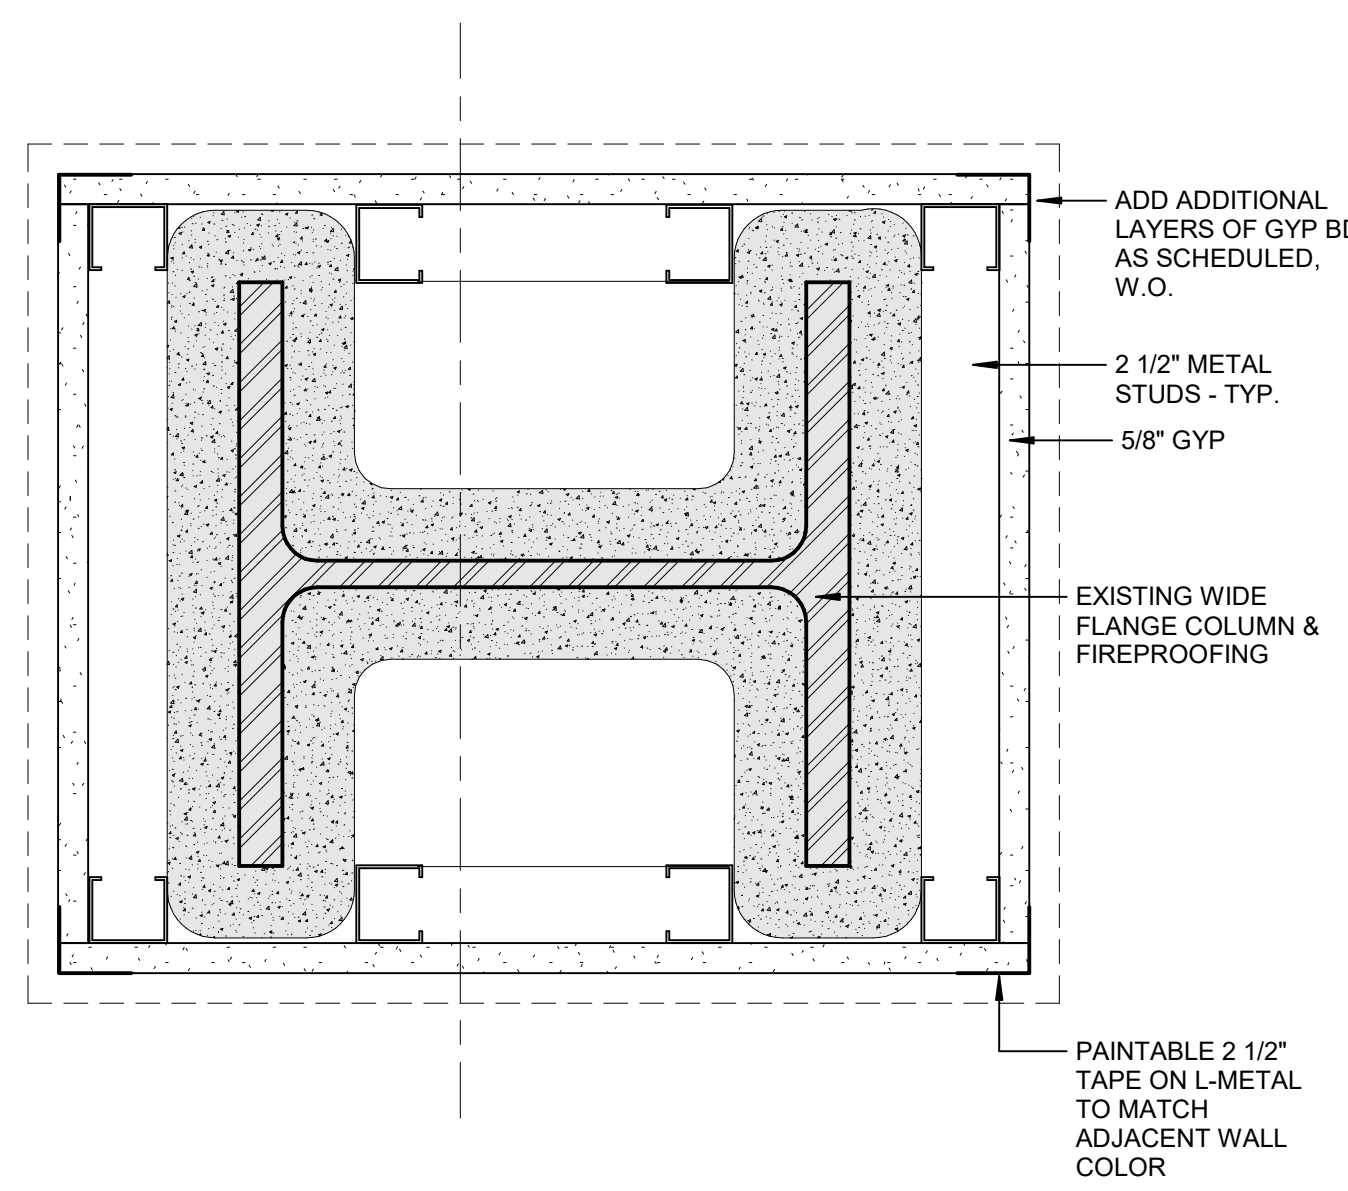 ADD ADDITIONAL
LAYERS OF GYP BD
AS SCHEDULED,
W.O.
2 1/2" METAL
STUDS - TYP.
5/8" GYP
EXISTING WIDE
FLANGE COLUMN &
FIREPROOFING
PAINTABLE 2 1/2"
TAPE ON L-METAL
TO MATCH
ADJACENT WALL
COLOR